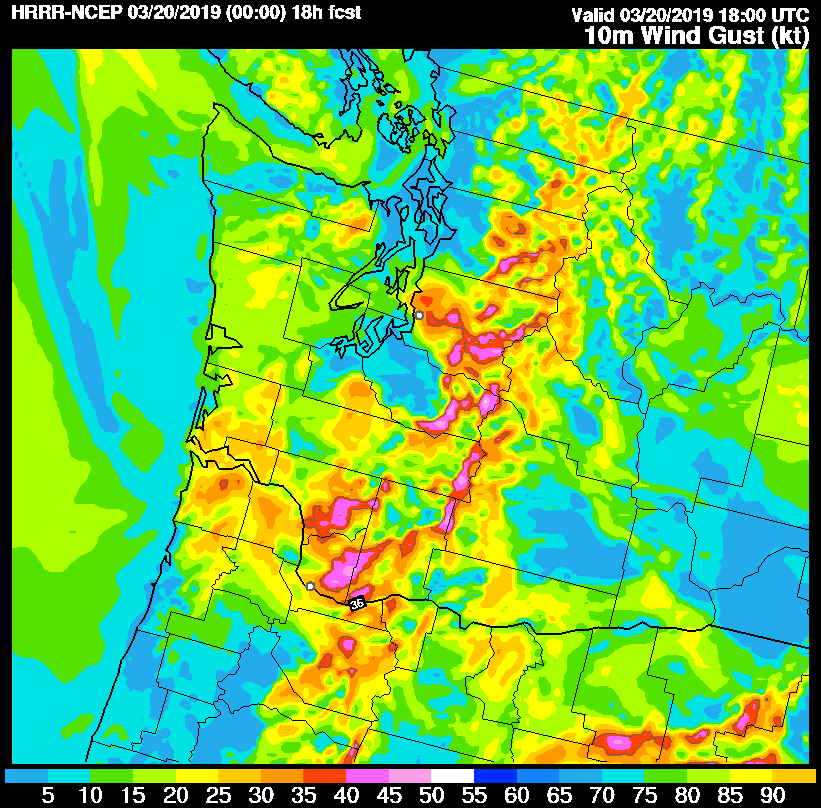 HRRR-NCEP 03/20/2019 (00:00) 18h fcst
Valid 03/20/2019 18:00 UTC
10m Wind Gust (kt)
36
5 10 15 20 25 30 35 40 45 50 55 60 65 70 75 80 85 90